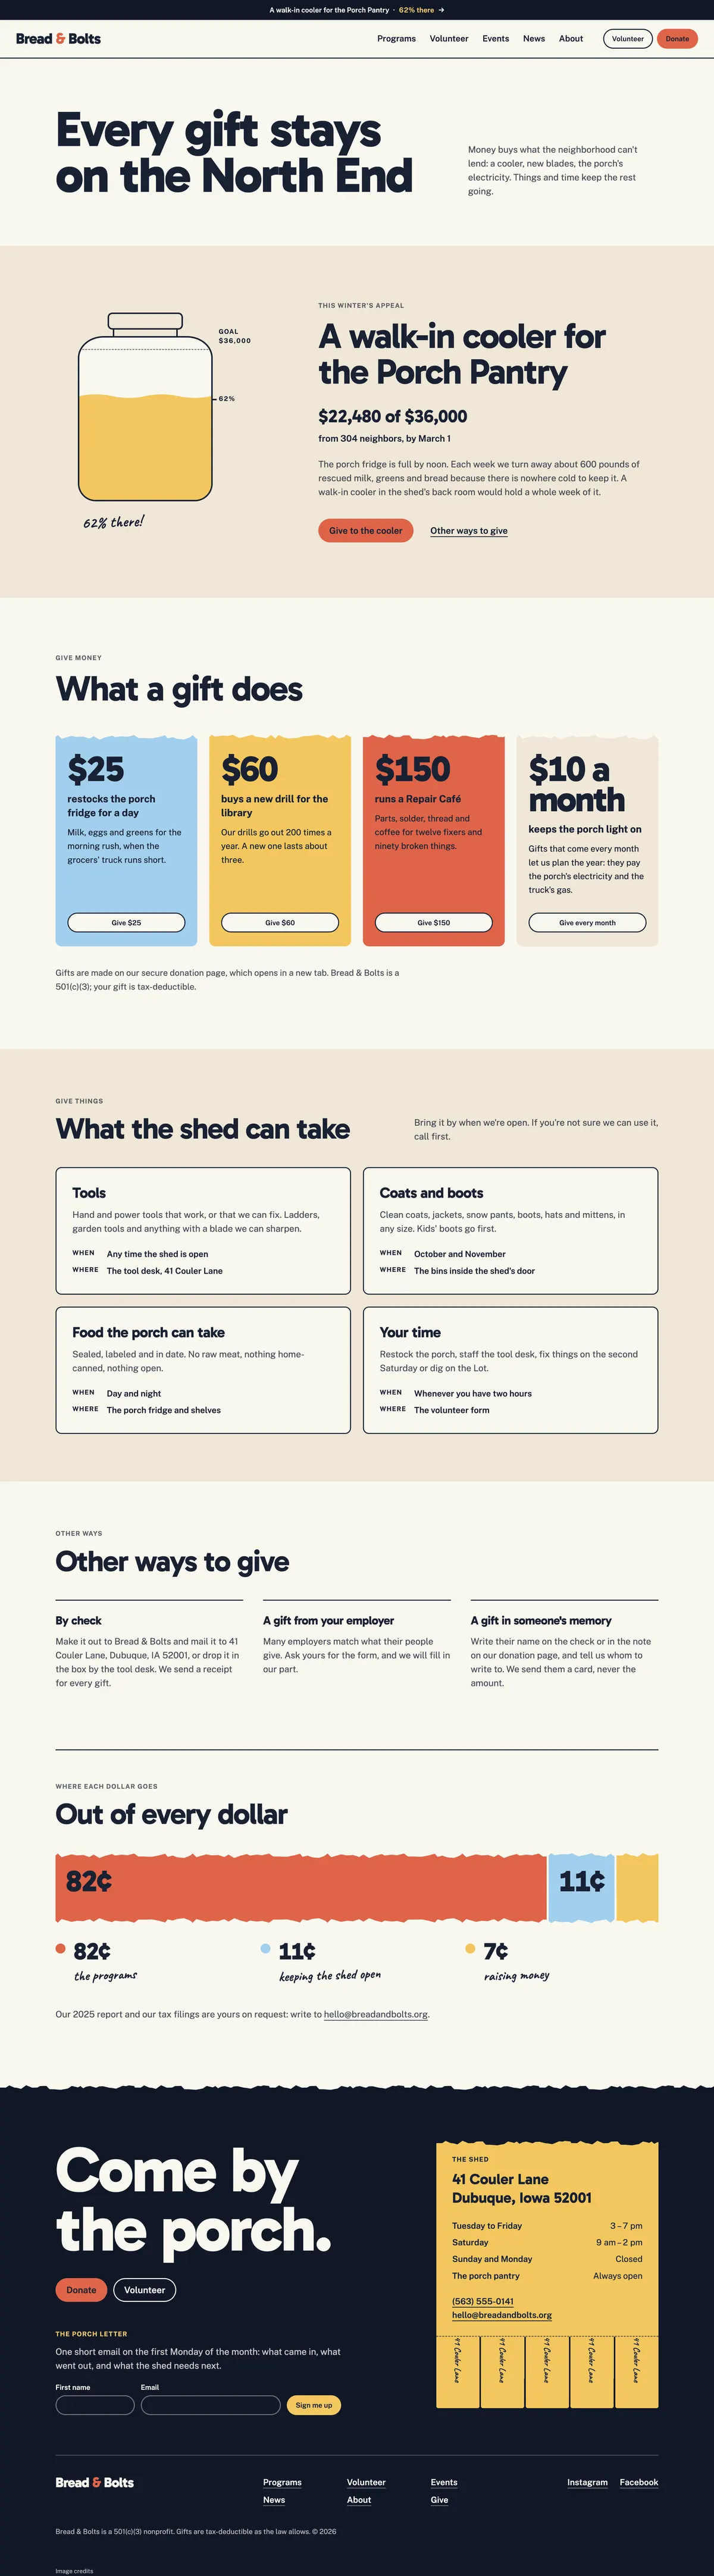 A walk-in cooler for the Porch Pantry · 62% there →
Bread & Bolts
Programs Volunteer Events News About Volunteer Donate
Every gift stays
on the North End
Money buys what the neighborhood can't
lend: a cooler, new blades, the porch's
electricity. Things and time keep the rest
going.
GOAL
$36,000
62%
62% there!
THIS WINTER'S APPEAL
A walk-in cooler for
the Porch Pantry
$22,480 of $36,000
from 304 neighbors, by March 1
The porch fridge is full by noon. Each week we turn away about 600 pounds of
rescued milk, greens and bread because there is nowhere cold to keep it. A
walk-in cooler in the shed's back room would hold a whole week of it.
Give to the cooler Other ways to give
GIVE MONEY
What a gift does
$25
restocks the porch
fridge for a day
Milk, eggs and greens for the
morning rush, when the
grocers' truck runs short.
Give $25
$60
buys a new drill for the
library
Our drills go out 200 times a
year. A new one lasts about
three.
Give $60
$150
runs a Repair Café
Parts, solder, thread and
coffee for twelve fixers and
ninety broken things.
Give $150
$10 a
month
keeps the porch light on
Gifts that come every month
let us plan the year: they pay
the porch's electricity and the
truck's gas.
Give every month
Gifts are made on our secure donation page, which opens in a new tab. Bread & Bolts is a
501(c)(3); your gift is tax-deductible.
GIVE THINGS
What the shed can take
Bring it by when we're open. If you're not sure we can use it,
call first.
Tools
Hand and power tools that work, or that we can fix. Ladders,
garden tools and anything with a blade we can sharpen.
WHEN Any time the shed is open
WHERE The tool desk, 41 Couler Lane
Coats and boots
Clean coats, jackets, snow pants, boots, hats and mittens, in
any size. Kids' boots go first.
WHEN October and November
WHERE The bins inside the shed's door
Food the porch can take
Sealed, labeled and in date. No raw meat, nothing home-
canned, nothing open.
WHEN Day and night
WHERE The porch fridge and shelves
Your time
Restock the porch, staff the tool desk, fix things on the second
Saturday or dig on the Lot.
WHEN Whenever you have two hours
WHERE The volunteer form
OTHER WAYS
Other ways to give
By check
Make it out to Bread & Bolts and mail it to 41
Couler Lane, Dubuque, IA 52001, or drop it in
the box by the tool desk. We send a receipt
for every gift.
A gift from your employer
Many employers match what their people
give. Ask yours for the form, and we will fill in
our part.
A gift in someone's memory
Write their name on the check or in the note
on our donation page, and tell us whom to
write to. We send them a card, never the
amount.
WHERE EACH DOLLAR GOES
Out of every dollar
82¢ 11¢
82¢
the programs
11¢
keeping the shed open
7¢
raising money
Our 2025 report and our tax filings are yours on request: write to hello@breadandbolts.org.
Come by
the porch.
Donate Volunteer
THE PORCH LETTER
One short email on the first Monday of the month: what came in, what
went out, and what the shed needs next.
First name Email
Sign me up
THE SHED
41 Couler Lane
Dubuque, Iowa 52001
Tuesday to Friday 3–7 pm
Saturday 9 am–2 pm
Sunday and Monday Closed
The porch pantry Always open
(563) 555-0141
hello@breadandbolts.org
41 Couler Lane
41 Couler Lane
41 Couler Lane
41 Couler Lane
41 Couler Lane
Bread & Bolts
Programs Volunteer Events Instagram Facebook
News About Give
Bread & Bolts is a 501(c)(3) nonprofit. Gifts are tax-deductible as the law allows. © 2026
Image credits